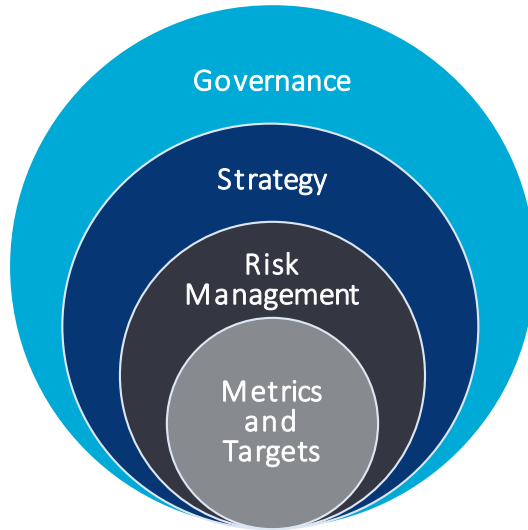 Governance
Strategy
Risk
Management
Metrics
and
Targets